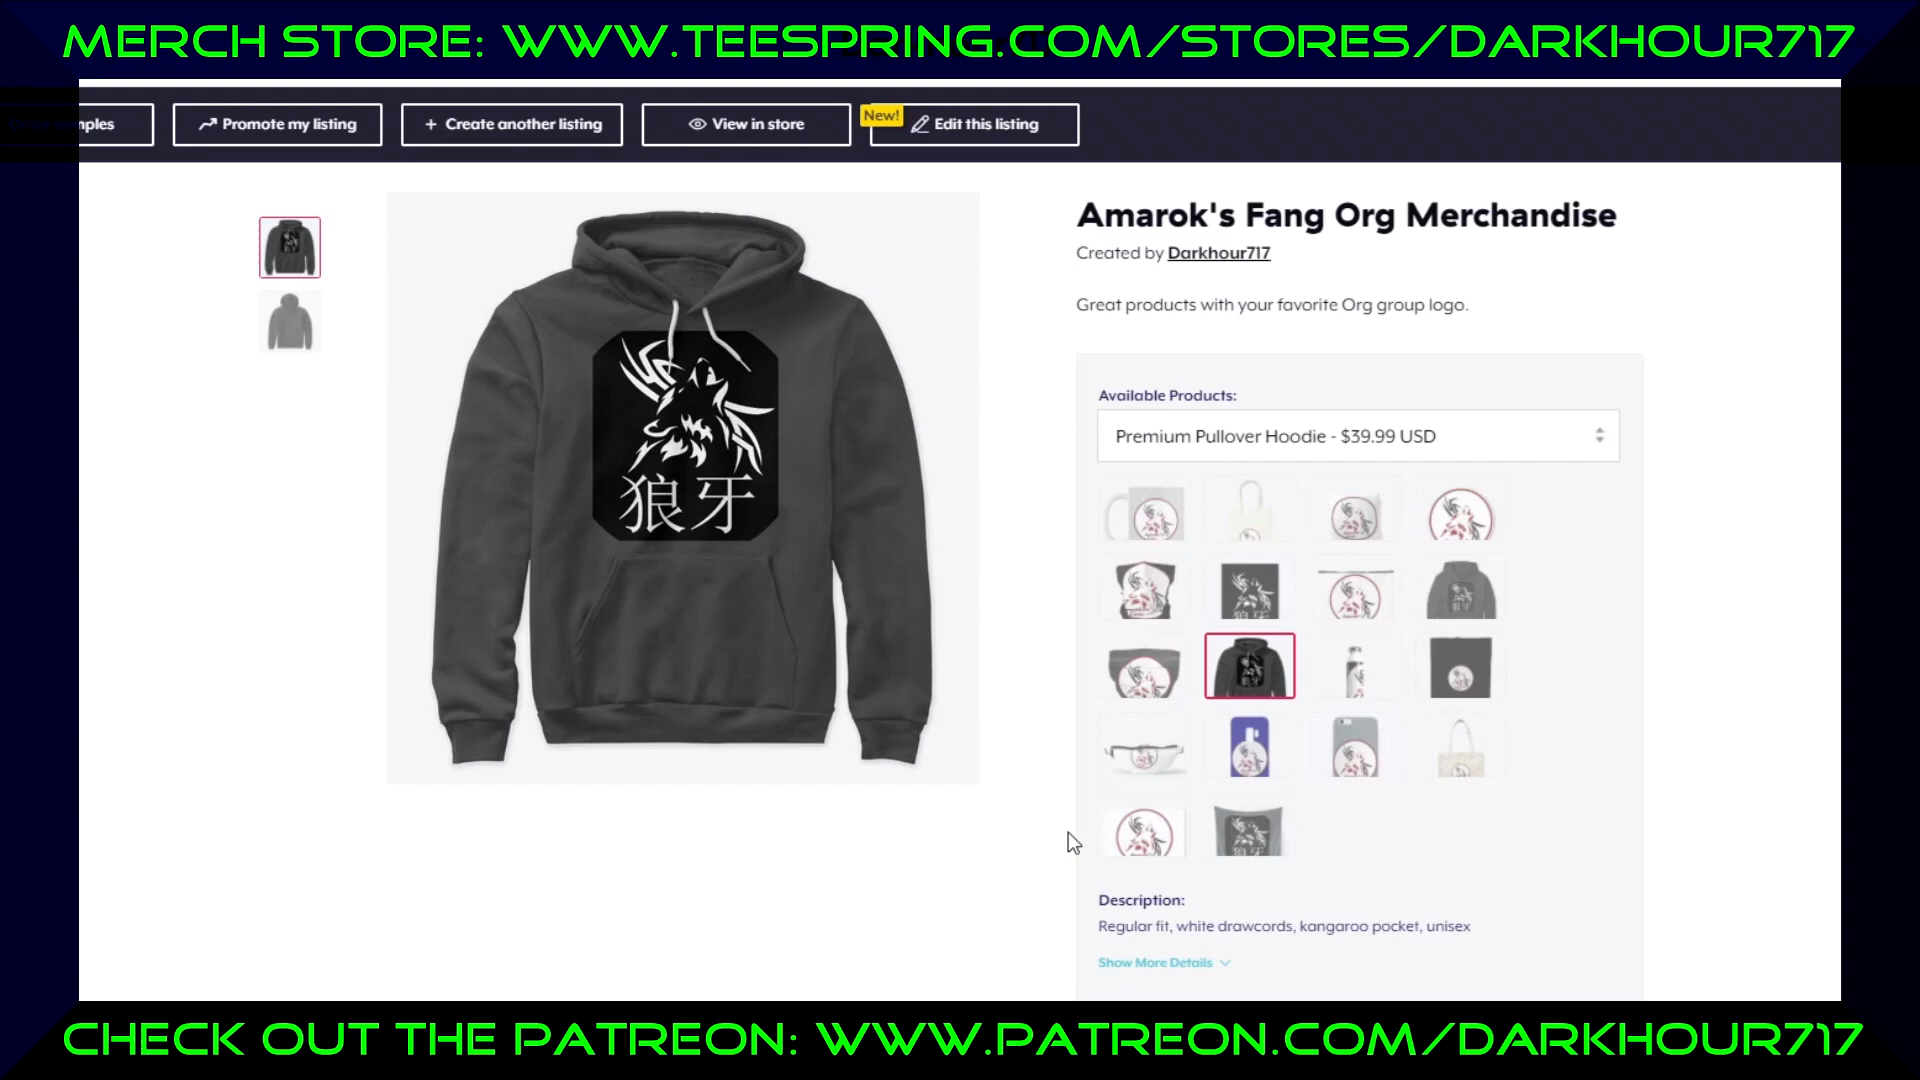 MERCH STORE: WWW.TEESPRING.COM/STORES/DARKHOUR717
Promote my listing
+ Create another listing
View in store
New!
Edit this listing
Amarok's Fang Org Merchandise
Created by Darkhour717
Great products with your favorite Org group logo.
狼牙
Available Products:
Premium Pullover Hoodie - $39.99 USD
Description:
Regular fit, white drawcords, kangaroo pocket, unisex
Show More Details
CHECK OUT THE PATREON: WWW.PATREON.COM/DARKHOUR717